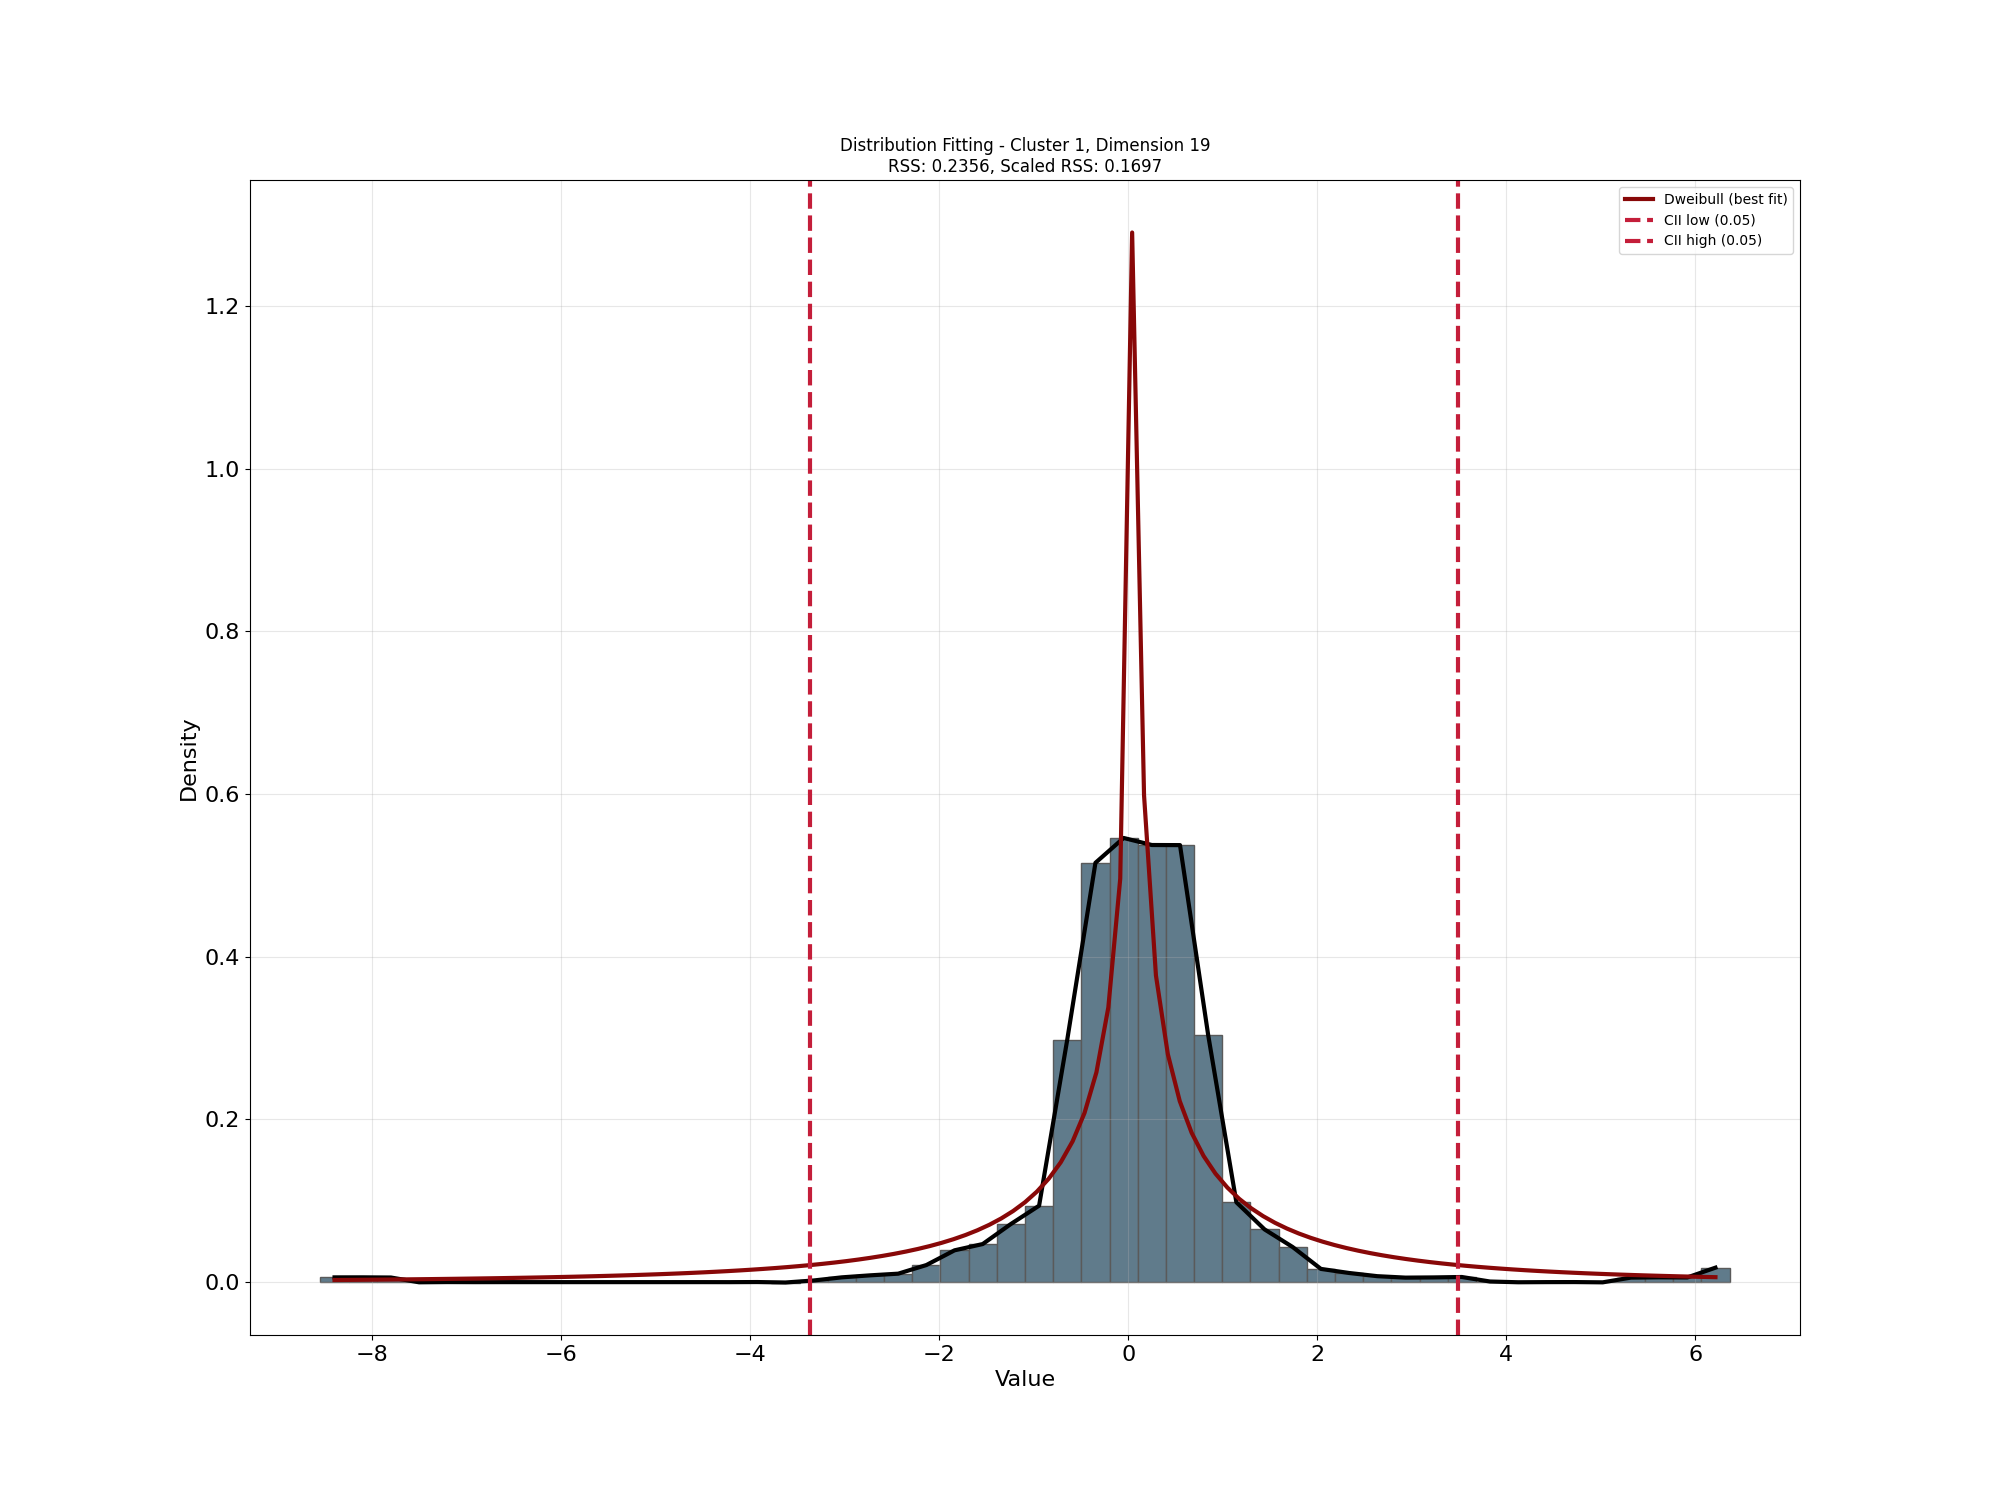 Distribution Fitting - Cluster 1, Dimension 19
RSS: 0.2356, Scaled RSS: 0.1697
Dweibull (best fit)
CII low (0.05)
CII high (0.05)
1.2
1.0
0.8
0.6
0.4
0.2
0.0
Density
−8 −6 −4 −2 0 2 4 6
Value